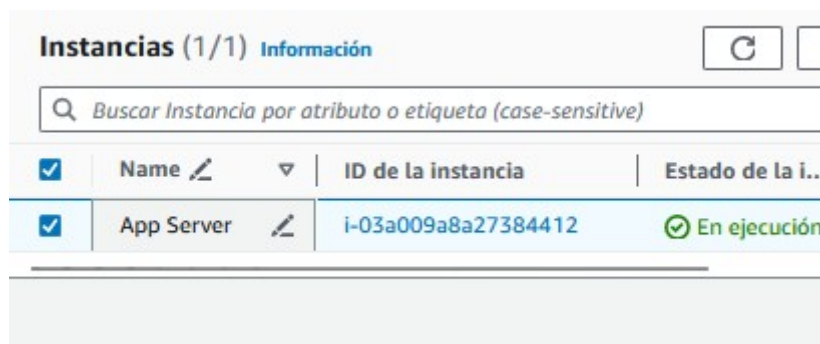 Instancias (1/1) Información
Buscar Instancia por atributo o etiqueta (case-sensitive)
Name ID de la instancia Estado de la i...
App Server i-03a009a8a27384412 En ejecución